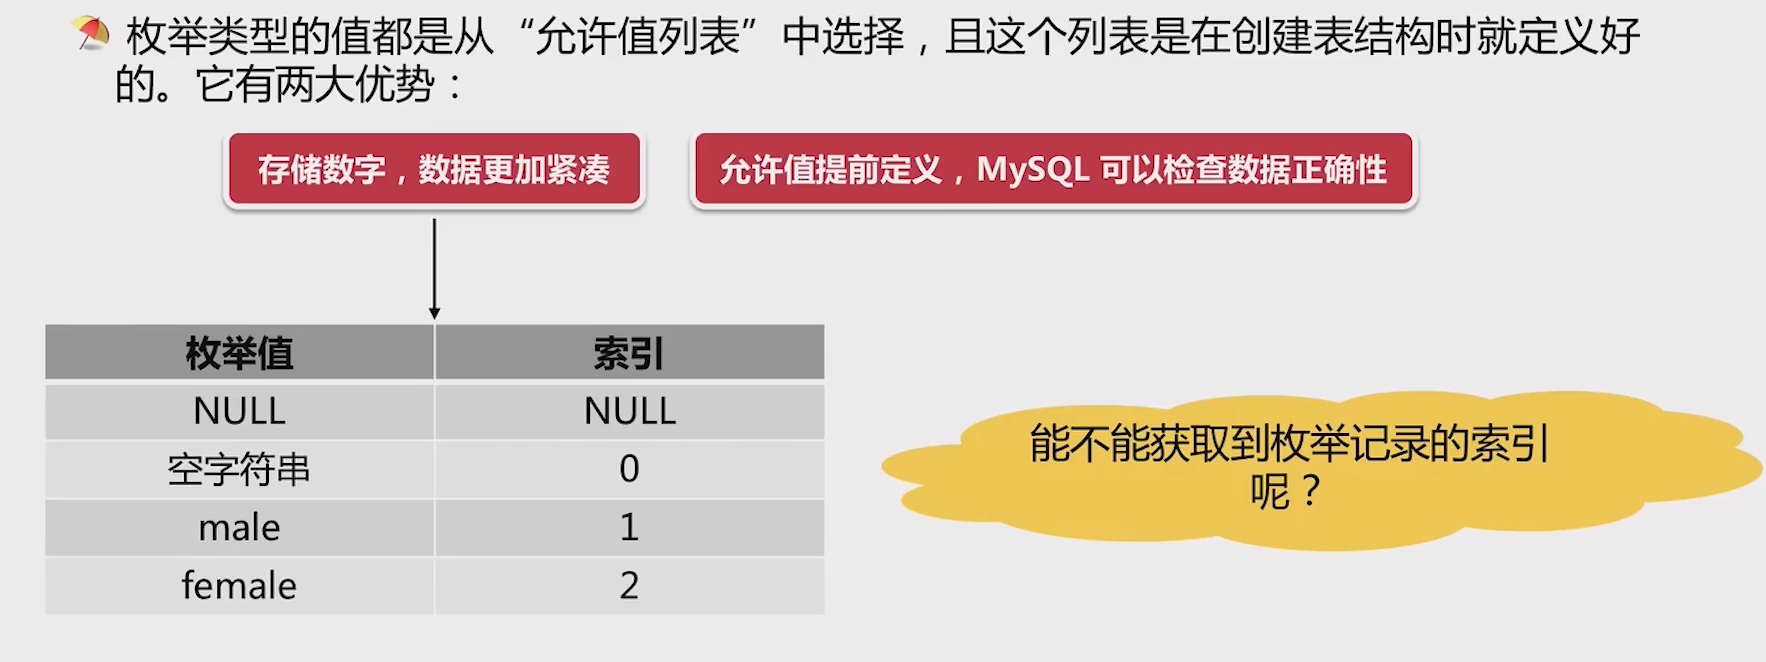 枚举类型的值都是从“允许值列表”中选择，且这个列表是在创建表结构时就定义好
的。它有两大优势：
存储数字，数据更加紧凑
允许值提前定义，MySQL 可以检查数据正确性
枚举值 索引
NULL NULL
空字符串 0
male 1
female 2
能不能获取到枚举记录的索引
呢？